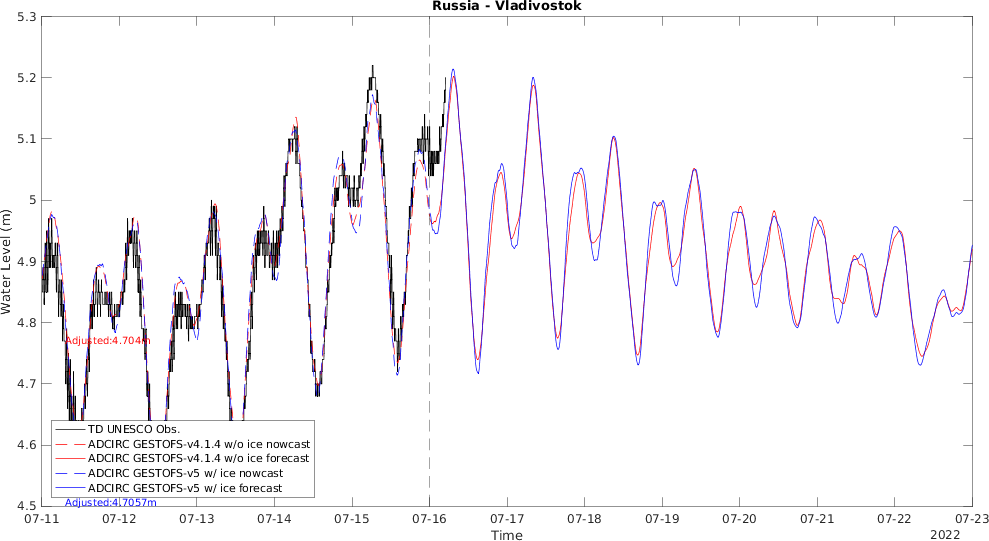 Russia - Vladivostok
5.3
5.2
5.1
5
4.9
4.8
4.7
4.6
4.5
Water Level (m)
Adjusted:4.704m
TD UNESCO Obs.
ADCIRC GESTOFS-v4.1.4 w/o ice nowcast
ADCIRC GESTOFS-v4.1.4 w/o ice forecast
ADCIRC GESTOFS-v5 w/ ice nowcast
ADCIRC GESTOFS-v5 w/ ice forecast
Adjusted:4.7057m
07-11 07-12 07-13 07-14 07-15 07-16 07-17 07-18 07-19 07-20 07-21 07-22 07-23
Time
2022